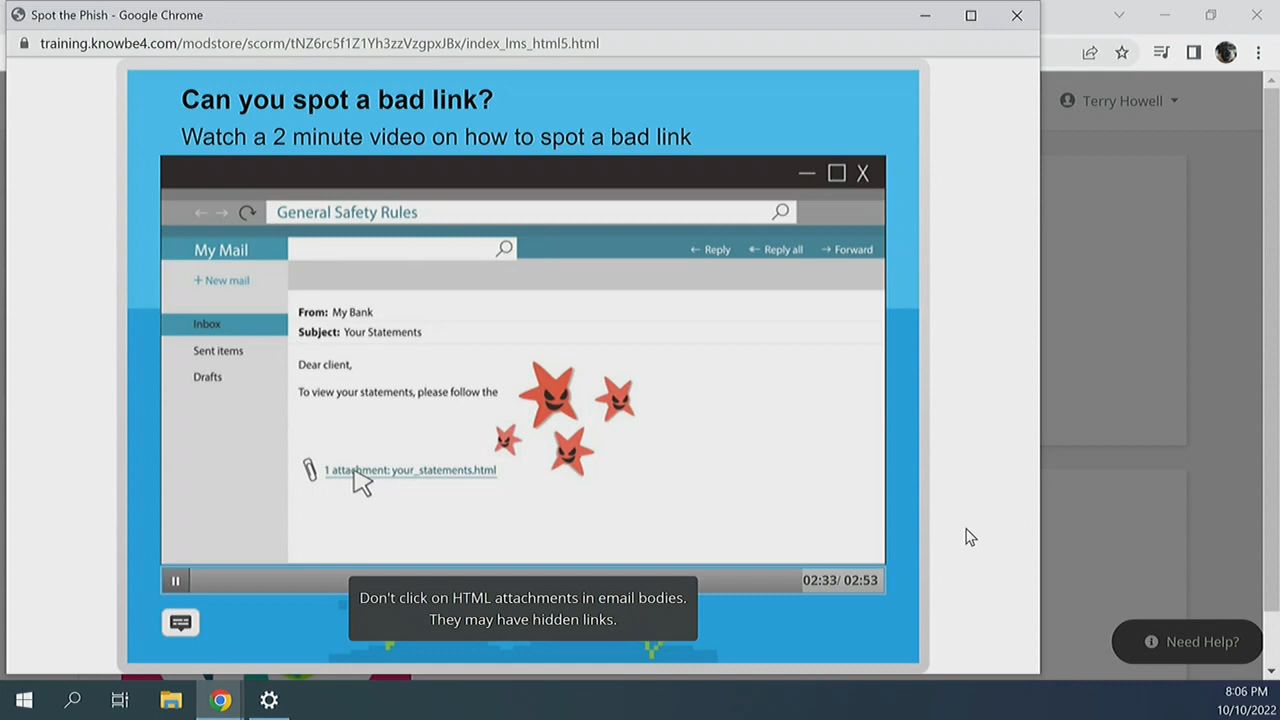 Spot the Phish - Google Chrome
training.knowbe4.com/modstore/scorm/tNZ6rc5f1Z1Yh3zzVzgpxJBx/index_lms_html5.html
Terry Howell
Can you spot a bad link?
Watch a 2 minute video on how to spot a bad link
X
General Safety Rules
My Mail
Reply
Reply all
Forward
+ New mail
From: My Bank
Inbox
Subject: Your Statements
Sent items
Dear client,
Drafts
To view your statements, please follow the
1 attachment: your_statements.html
02:33/ 02:53
Don't click on HTML attachments in email bodies.
They may have hidden links.
Need Help?
8:06 PM
10/10/2022